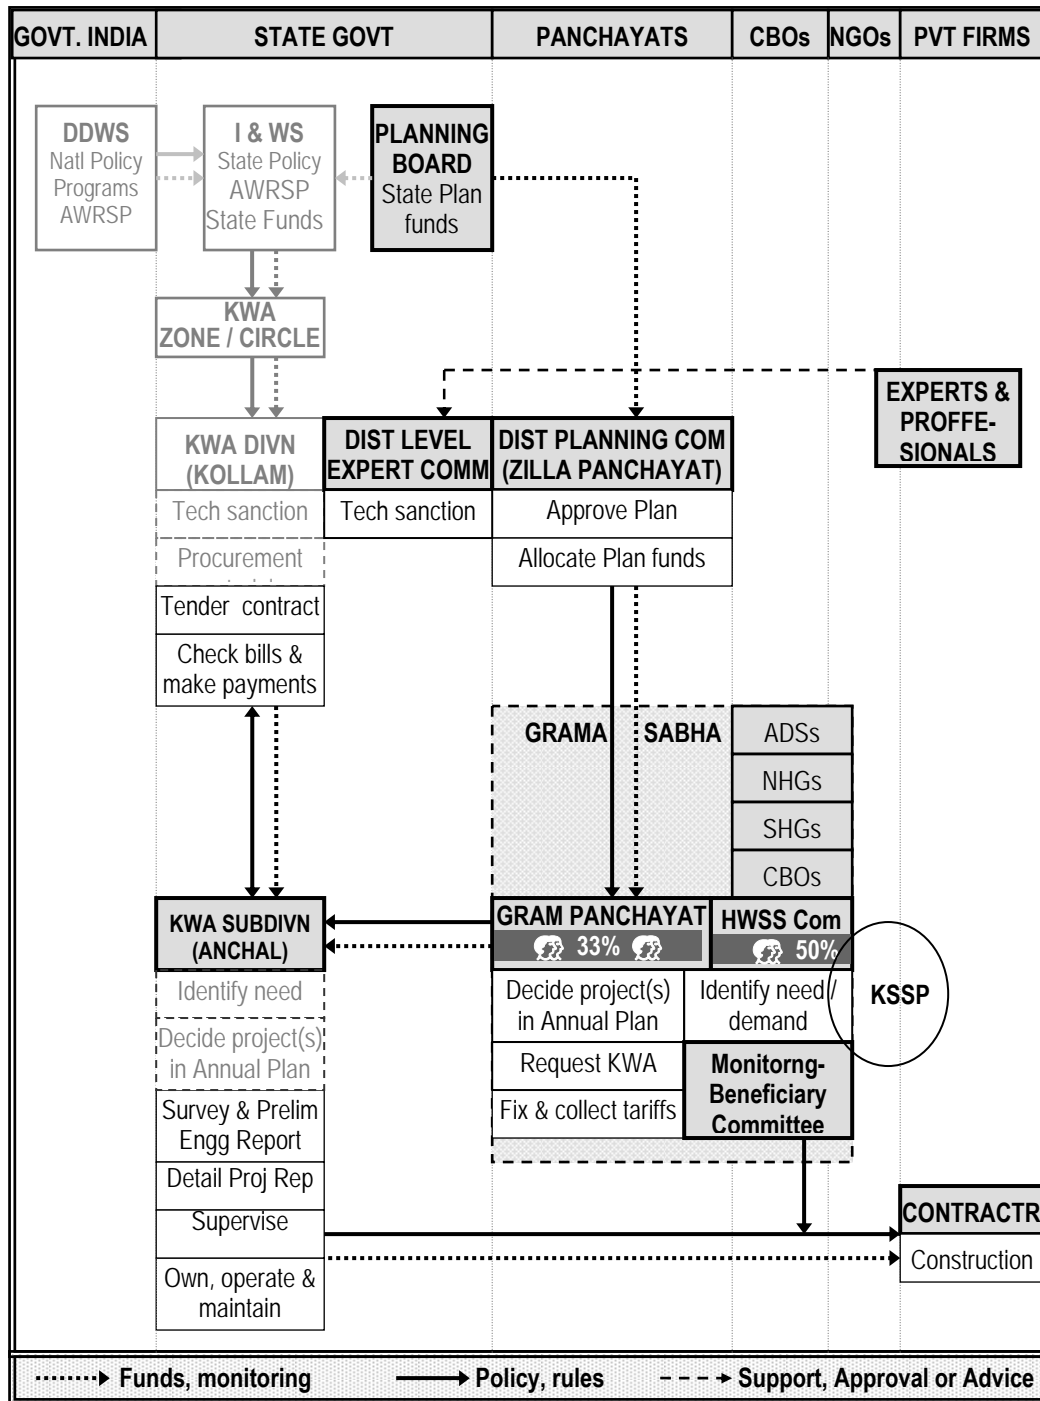 GOVT. INDIA STATE GOVT PANCHAYATS CBOs NGOs PVT FIRMS
DDWS
Natl Policy
Programs
AWRSP
I & WS
State Policy
AWRSP
State Funds
PLANNING
BOARD
State Plan
funds
KWA
ZONE / CIRCLE
EXPERTS &
PROFFE-
SIONALS
KWA DIVN
(KOLLAM)
Tech sanction
Procurement
Tender contract
Check bills &
make payments
DIST LEVEL
EXPERT COMM
Tech sanction
DIST PLANNING COM
(ZILLA PANCHAYAT)
Approve Plan
Allocate Plan funds
GRAMA SABHA
ADSs
NHGs
SHGs
CBOs
KWA SUBDIVN
(ANCHAL)
Identify need
Decide project(s)
in Annual Plan
Survey & Prelim
Engg Report
Detail Proj Rep
Supervise
Own, operate &
maintain
GRAM PANCHAYAT
33%
Decide project(s)
in Annual Plan
Request KWA
Fix & collect tariffs
HWSS Com
50%
Identify need /
demand
Monitorng-
Beneficiary
Committee
KSSP
CONTRACTR
Construction
Funds, monitoring Policy, rules Support, Approval or Advice